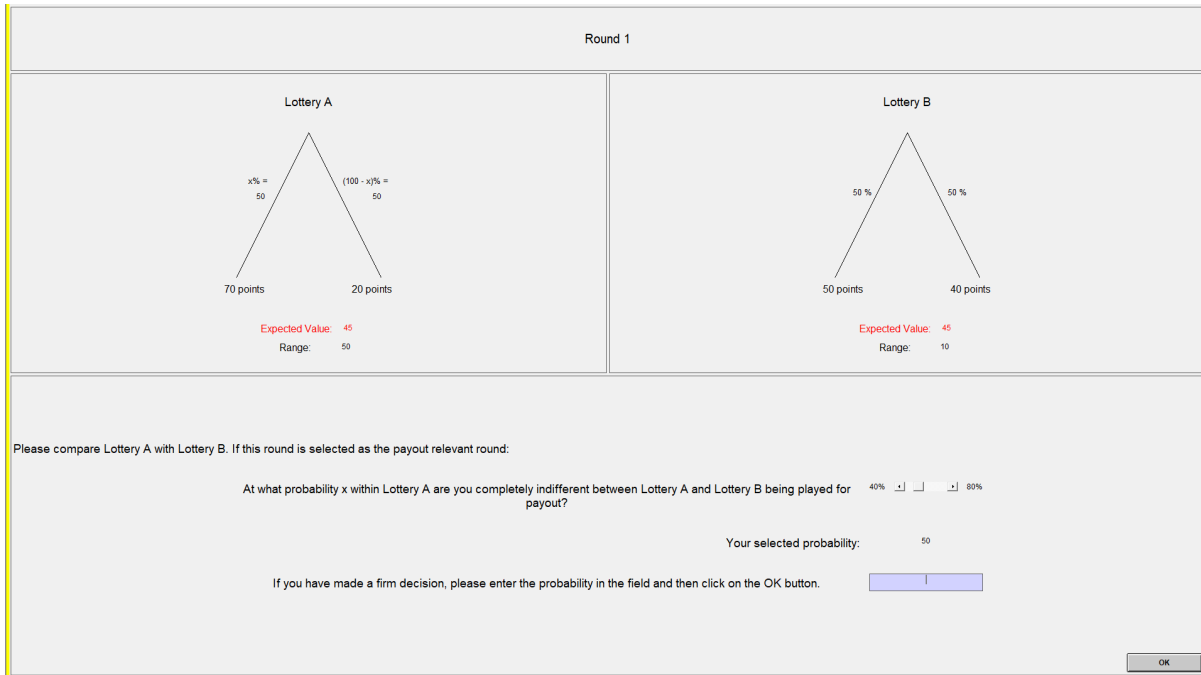 Round 1
Lottery A
x% =
50
(100 - x)% =
50
70 points
20 points
Expected Value: 45
Range: 50
Lottery B
50 %
50 %
50 points
40 points
Expected Value: 45
Range: 10
Please compare Lottery A with Lottery B. If this round is selected as the payout relevant round:
At what probability x within Lottery A are you completely indifferent between Lottery A and Lottery B being played for
payout?
40%
80%
Your selected probability: 50
If you have made a firm decision, please enter the probability in the field and then click on the OK button.
OK